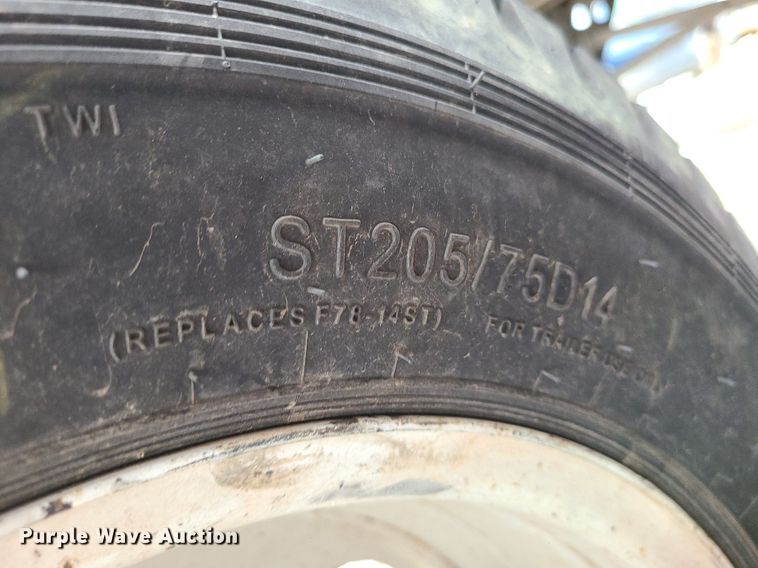 TWI
ST205/75D14
(REPLACES F78-14ST) FOR TRAILER USE ONLY
Purple Wave Auction